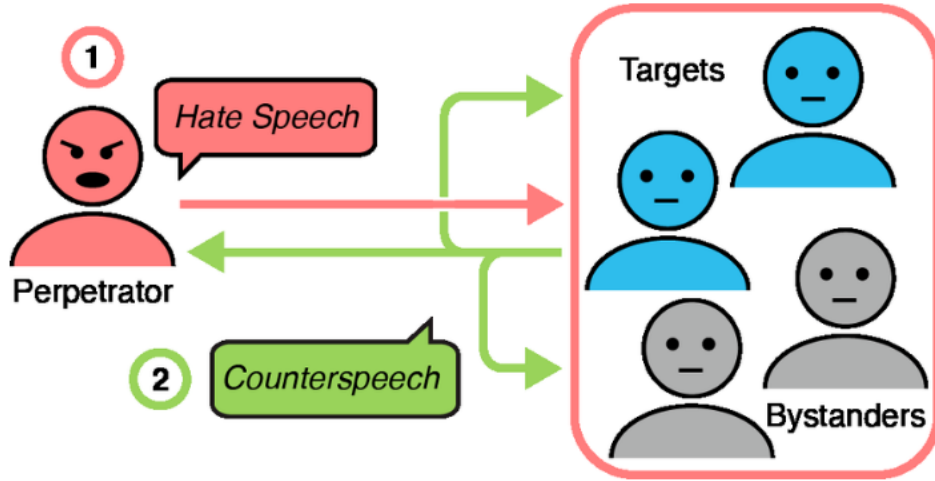 1
Hate Speech
Targets
Perpetrator
2
Counterspeech
Bystanders